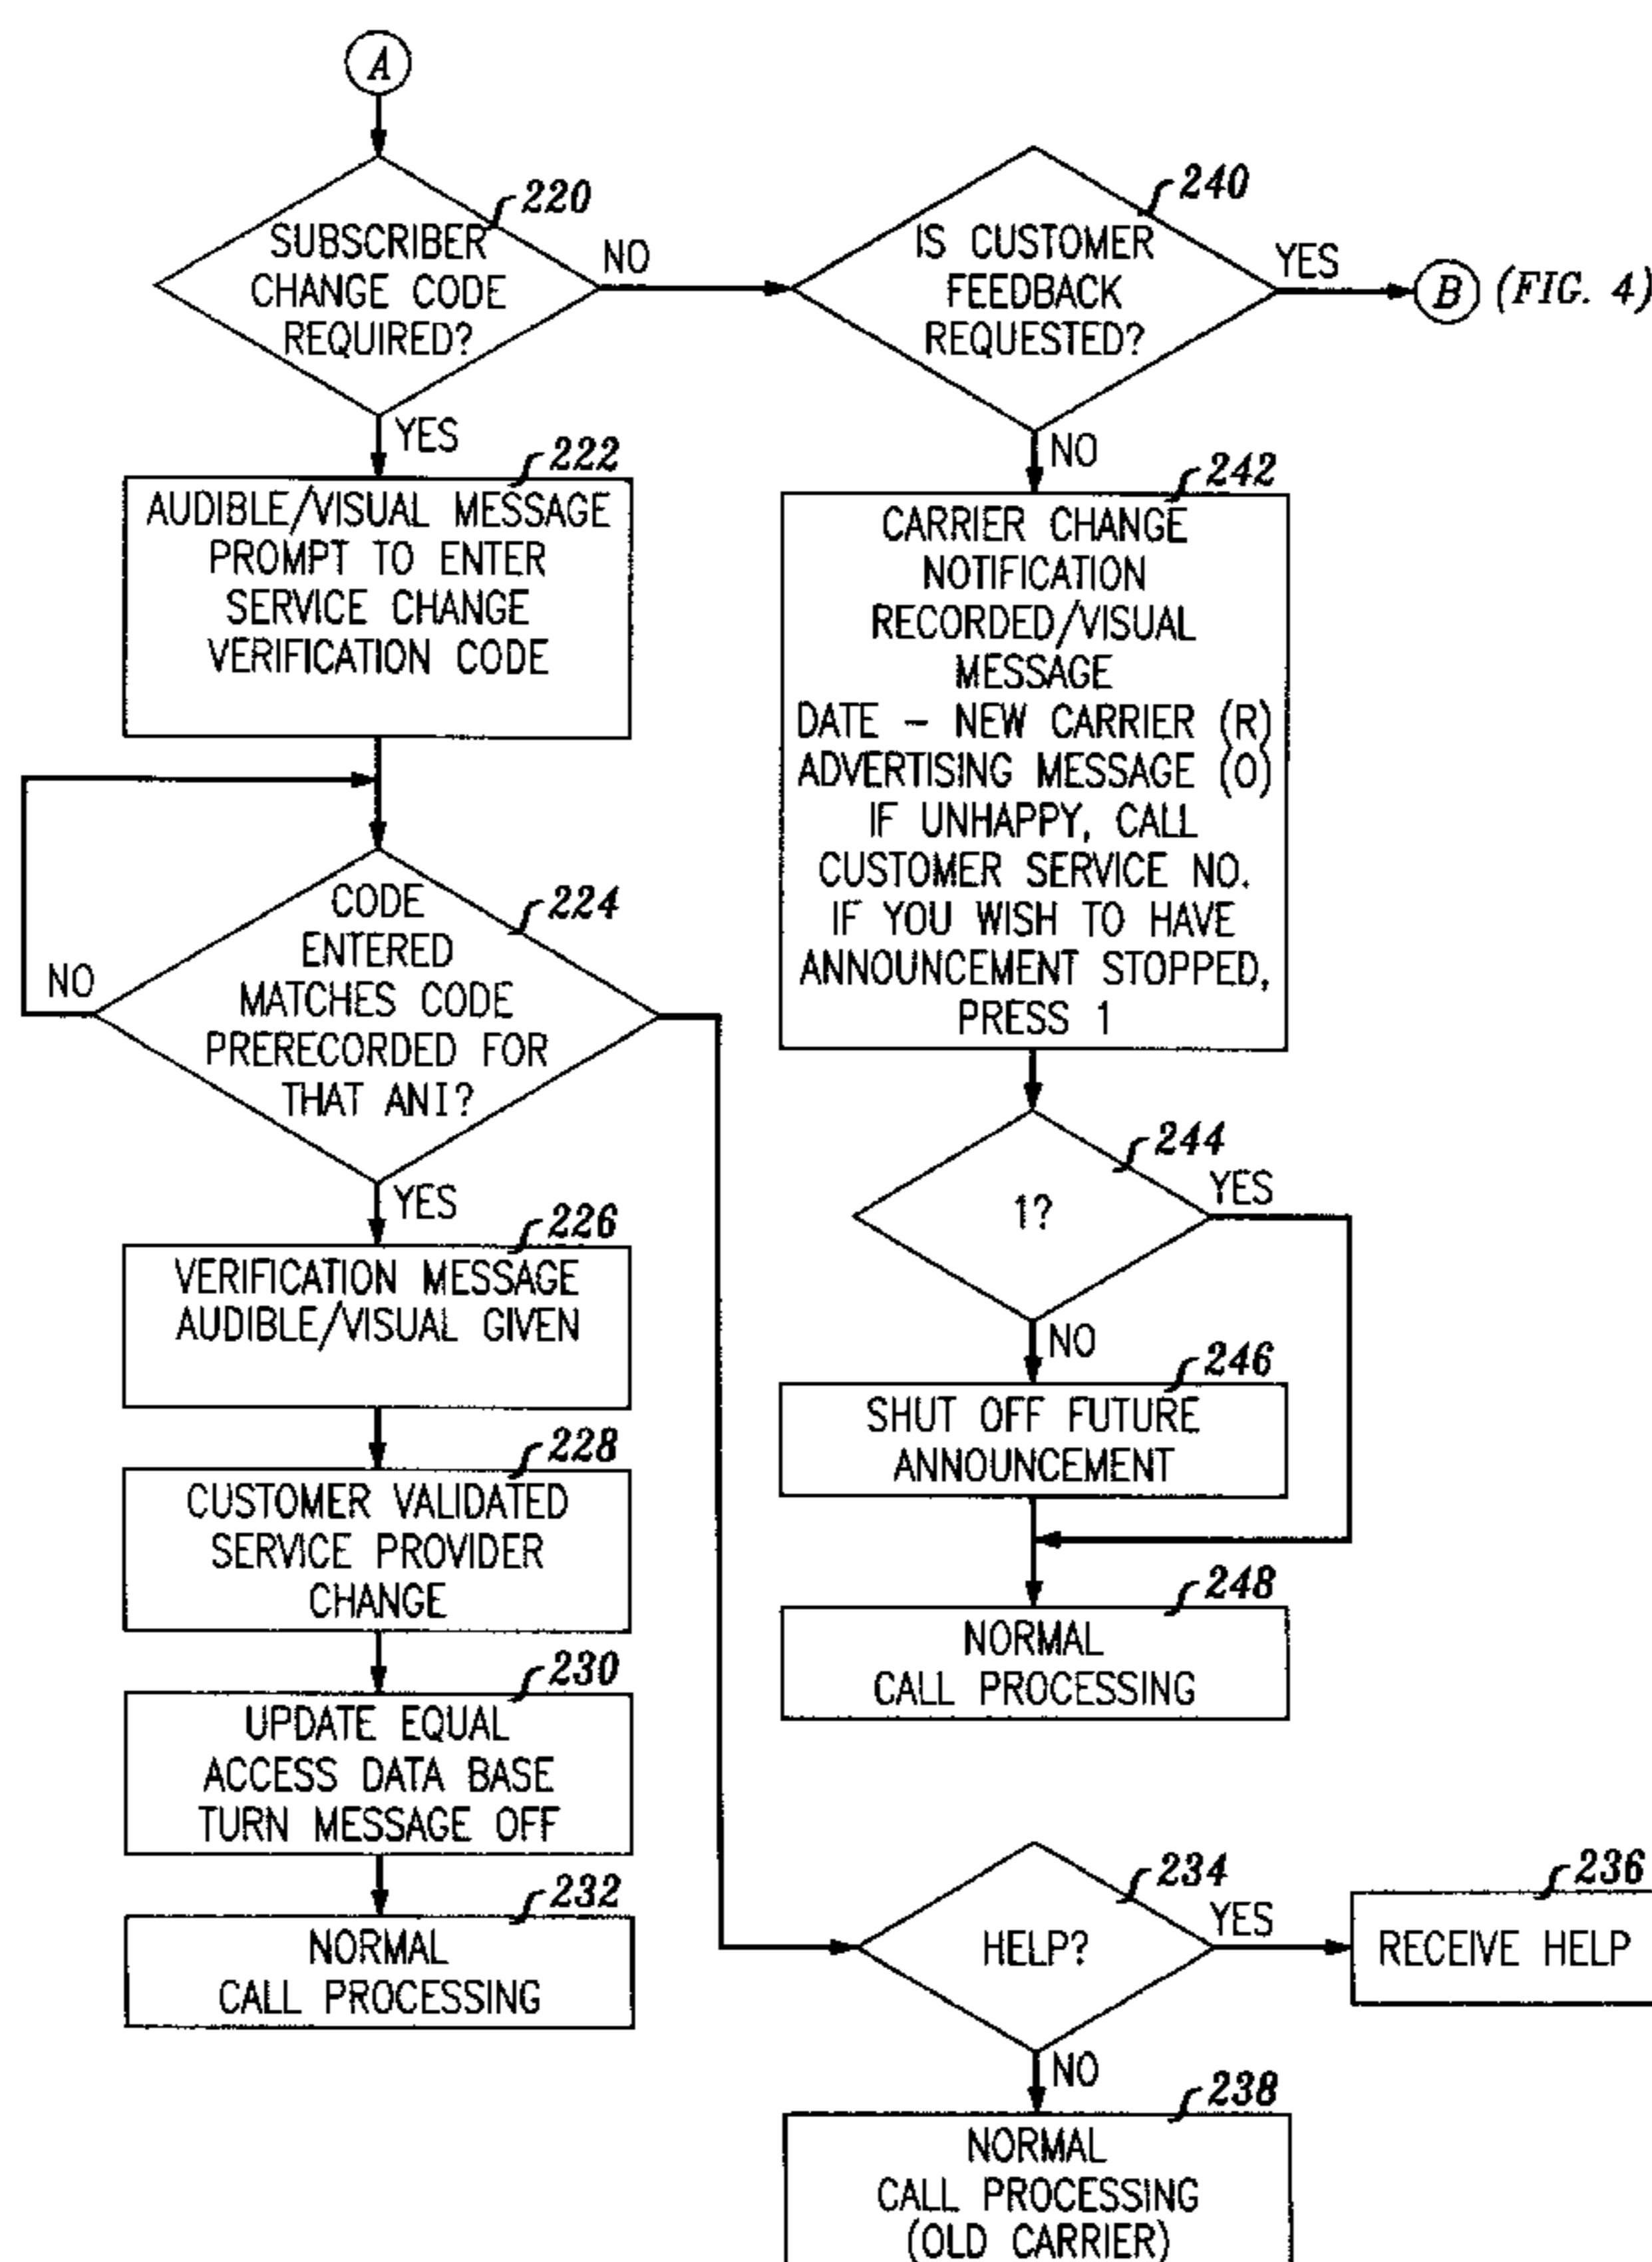 A
220
SUBSCRIBER
CHANGE CODE
REQUIRED?
NO
YES
222
AUDIBLE/VISUAL MESSAGE
PROMPT TO ENTER
SERVICE CHANGE
VERIFICATION CODE
224
CODE
ENTERED
MATCHES CODE
PRERECORDED FOR
THAT ANI?
NO
YES
226
VERIFICATION MESSAGE
AUDIBLE/VISUAL GIVEN
228
CUSTOMER VALIDATED
SERVICE PROVIDER
CHANGE
230
UPDATE EQUAL
ACCESS DATA BASE
TURN MESSAGE OFF
232
NORMAL
CALL PROCESSING
240
IS CUSTOMER
FEEDBACK
REQUESTED?
YES
B (FIG. 4)
NO
242
CARRIER CHANGE
NOTIFICATION
RECORDED/VISUAL
MESSAGE
DATE - NEW CARRIER (R)
ADVERTISING MESSAGE (O)
IF UNHAPPY, CALL
CUSTOMER SERVICE NO.
IF YOU WISH TO HAVE
ANNOUNCEMENT STOPPED,
PRESS 1
244
1?
YES
NO
246
SHUT OFF FUTURE
ANNOUNCEMENT
248
NORMAL
CALL PROCESSING
234
HELP?
YES
236
RECEIVE HELP
NO
238
NORMAL
CALL PROCESSING
(OLD CARRIER)